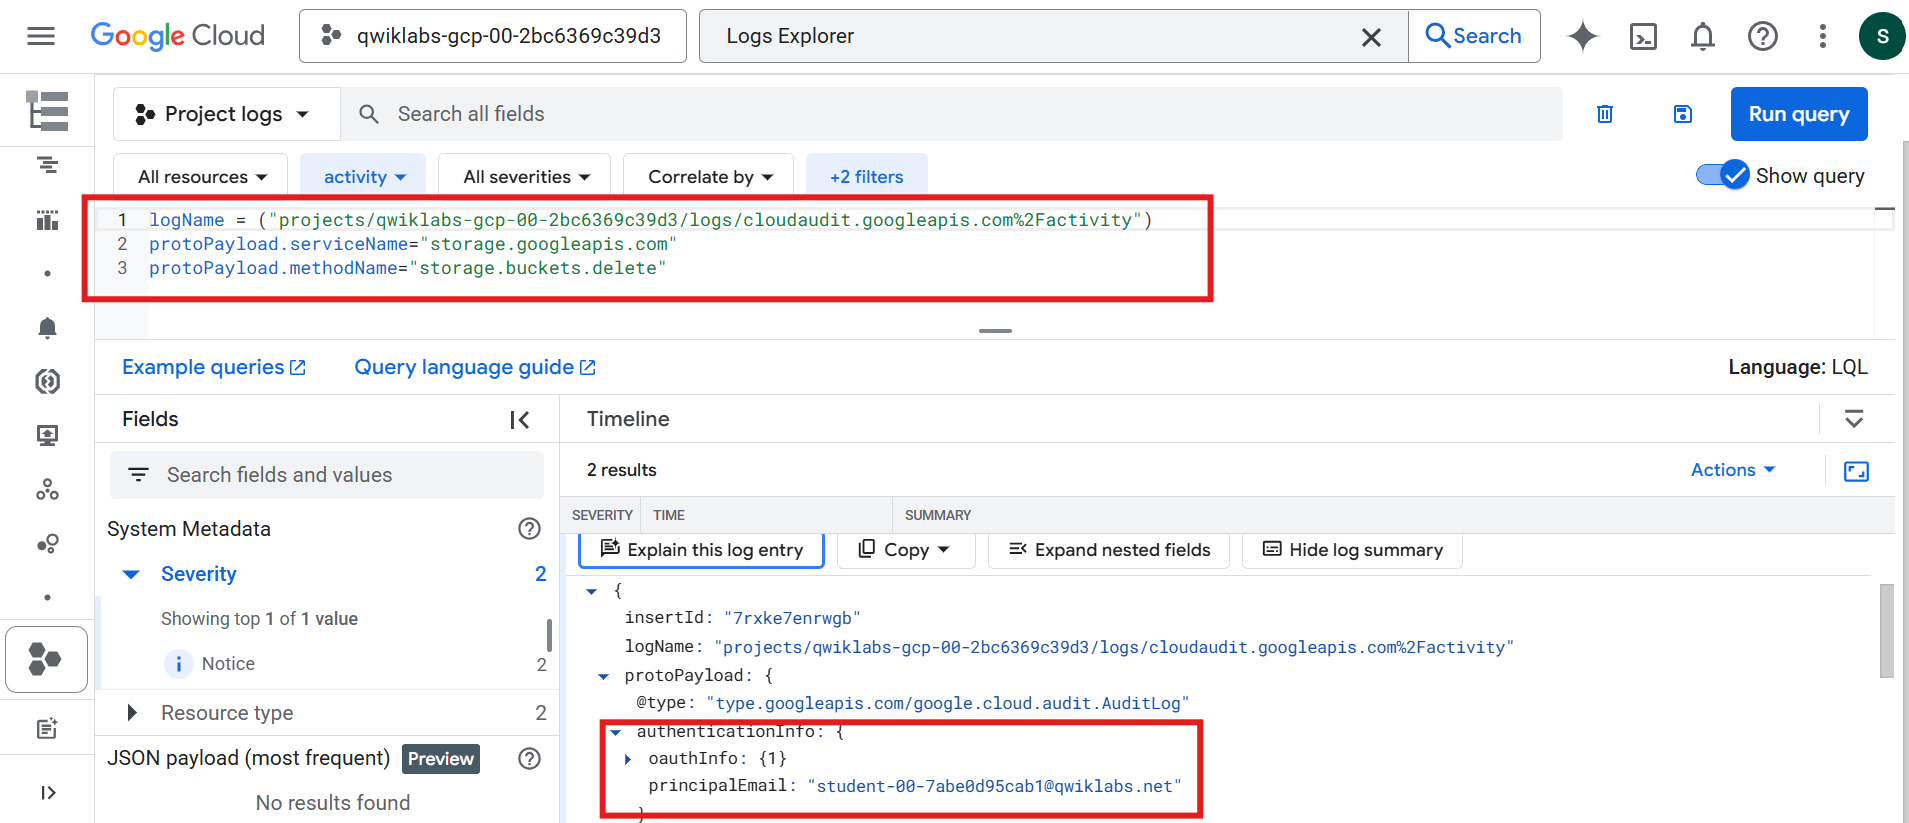 Google Cloud
qwiklabs-gcp-00-2bc6369c39d3
Logs Explorer
Search
S
Project logs
Search all fields
Run query
All resources
activity
All severities
Correlate by
+2 filters
Show query
1 logName = ("projects/qwiklabs-gcp-00-2bc6369c39d3/logs/cloudaudit.googleapis.com%2Factivity")
2 protoPayload.serviceName="storage.googleapis.com"
3 protoPayload.methodName="storage.buckets.delete"
Example queries
Query language guide
Language: LQL
Fields
Timeline
Search fields and values
2 results
Actions
SEVERITY TIME SUMMARY
System Metadata
Explain this log entry
Copy
Expand nested fields
Hide log summary
Severity 2
Showing top 1 of 1 value
Notice 2
Resource type 2
JSON payload (most frequent) Preview
No results found
{
insertId: "7rxke7enrwgb"
logName: "projects/qwiklabs-gcp-00-2bc6369c39d3/logs/cloudaudit.googleapis.com%2Factivity"
protoPayload: {
@type: "type.googleapis.com/google.cloud.audit.AuditLog"
authenticationInfo: {
oauthInfo: {1}
principalEmail: "student-00-7abe0d95cab1@qwiklabs.net"
}